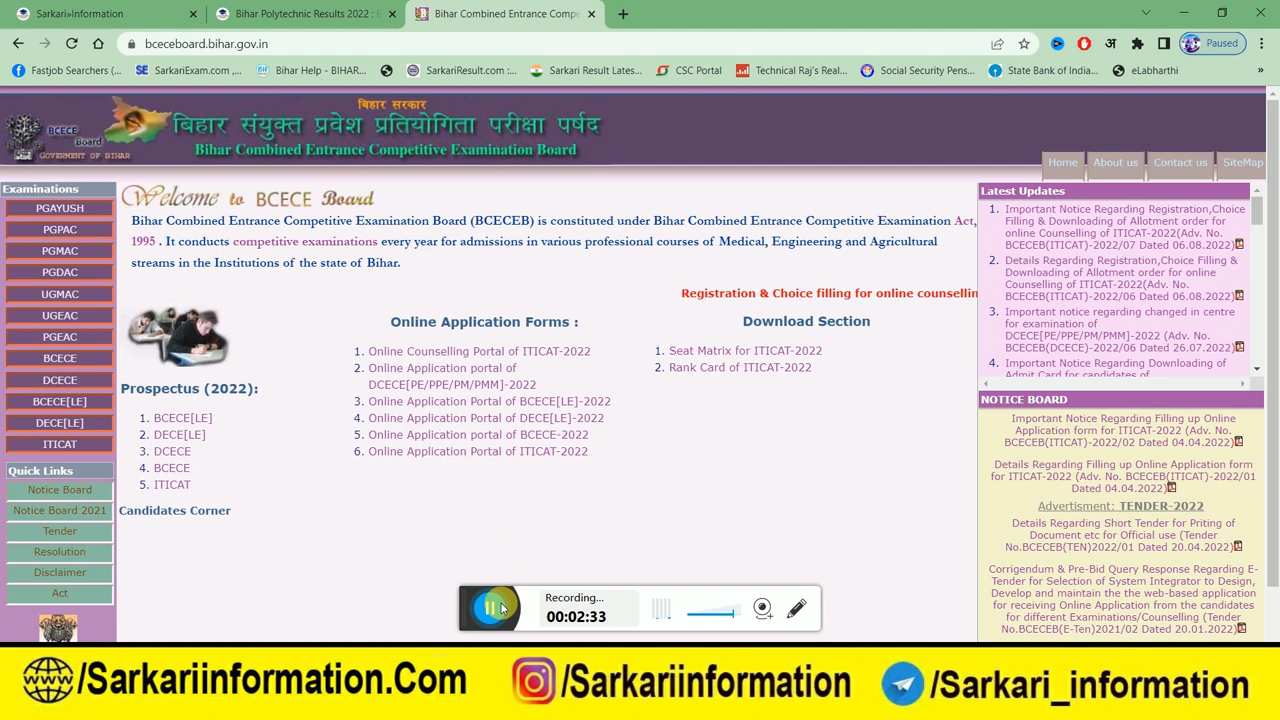 Sarkari»Information
Bihar Polytechnic Results 2022 : B
Bihar Combined Entrance Compe
bceceboard.bihar.gov.in
अ
Paused
Fastjob Searchers (...
SarkariExam.com ,...
Bihar Help - BIHAR...
SarkariResult.com :...
Sarkari Result Lates...
CSC Portal
Technical Raj's Real...
Social Security Pens...
State Bank of India...
eLabharthi
»
BCECE
Board
GOVERMENT OF BIHAR
बिहार सरकार
बिहार संयुक्त प्रवेश प्रतियोगिता परीक्षा पर्षद
Bihar Combined Entrance Competitive Examination Board
Home
About us
Contact us
SiteMap
Examinations
PGAYUSH
PGPAC
PGMAC
PGDAC
UGMAC
UGEAC
PGEAC
BCECE
DCECE
BCECE[LE]
DECE[LE]
ITICAT
Quick Links
Notice Board
Notice Board 2021
Tender
Resolution
Disclaimer
Act
Welcome to BCECE Board
Bihar Combined Entrance Competitive Examination Board (BCECEB) is constituted under Bihar Combined Entrance Competitive Examination Act,
1995 . It conducts competitive examinations every year for admissions in various professional courses of Medical, Engineering and Agricultural
streams in the Institutions of the state of Bihar.
Registration & Choice filling for online counsellin
Prospectus (2022):
1. BCECE[LE]
2. DECE[LE]
3. DCECE
4. BCECE
5. ITICAT
Candidates Corner
Online Application Forms :
1. Online Counselling Portal of ITICAT-2022
2. Online Application portal of
DCECE[PE/PPE/PM/PMM]-2022
3. Online Application Portal of BCECE[LE]-2022
4. Online Application Portal of DECE[LE]-2022
5. Online Application portal of BCECE-2022
6. Online Application Portal of ITICAT-2022
Download Section
1. Seat Matrix for ITICAT-2022
2. Rank Card of ITICAT-2022
Latest Updates
1. Important Notice Regarding Registration,Choice
Filling & Downloading of Allotment order for
online Counselling of ITICAT-2022(Adv. No.
BCECEB(ITICAT)-2022/07 Dated 06.08.2022)
2. Details Regarding Registration,Choice Filling &
Downloading of Allotment order for online
Counselling of ITICAT-2022(Adv. No.
BCECEB(ITICAT)-2022/06 Dated 06.08.2022)
3. Important notice regarding changed in centre
for examination of
DCECE[PE/PPE/PM/PMM]-2022 (Adv. No.
BCECEB(DCECE)-2022/06 Dated 26.07.2022)
4. Important Notice Regarding Downloading of
Admit Card for candidates of
NOTICE BOARD
Important Notice Regarding Filling up Online
Application form for ITICAT-2022 (Adv. No.
BCECEB(ITICAT)-2022/02 Dated 04.04.2022)
Details Regarding Filling up Online Application form
for ITICAT-2022 (Adv. No. BCECEB(ITICAT)-2022/01
Dated 04.04.2022)
Advertisment: TENDER-2022
Details Regarding Short Tender for Priting of
Document etc for Official use (Tender
No.BCECEB(TEN)2022/01 Dated 20.04.2022)
Corrigendum & Pre-Bid Query Response Regarding E-
Tender for Selection of System Integrator to Design,
Develop and maintain the the web-based application
for receiving Online Application from the candidates
for different Examinations/Counselling (Tender
No.BCECEB(E-Ten)2021/02 Dated 20.01.2022)
Recording...
00:02:33
/Sarkariinformation.Com
/Sarkariinformation
/Sarkari_information